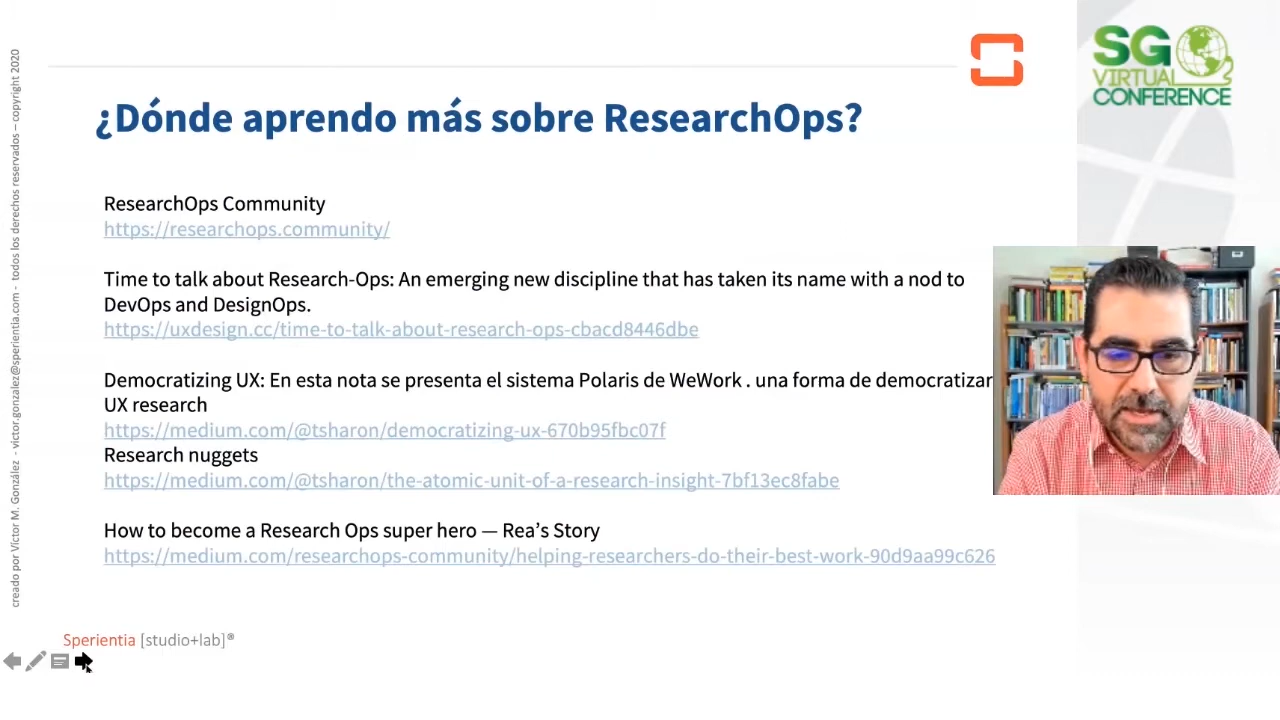 creado por Víctor M. González - victor.gonzalez@sperientia.com - todos los derechos reservados – copyright 2020
SG
VIRTUAL
CONFERENCE
¿Dónde aprendo más sobre ResearchOps?
ResearchOps Community
https://researchops.community/
Time to talk about Research-Ops: An emerging new discipline that has taken its name with a nod to
DevOps and DesignOps.
https://uxdesign.cc/time-to-talk-about-research-ops-cbacd8446dbe
Democratizing UX: En esta nota se presenta el sistema Polaris de WeWork . una forma de democratizar
UX research
https://medium.com/@tsharon/democratizing-ux-670b95fbc07f
Research nuggets
https://medium.com/@tsharon/the-atomic-unit-of-a-research-insight-7bf13ec8fabe
How to become a Research Ops super hero — Rea’s Story
https://medium.com/researchops-community/helping-researchers-do-their-best-work-90d9aa99c626
Sperientia [studio+lab]®